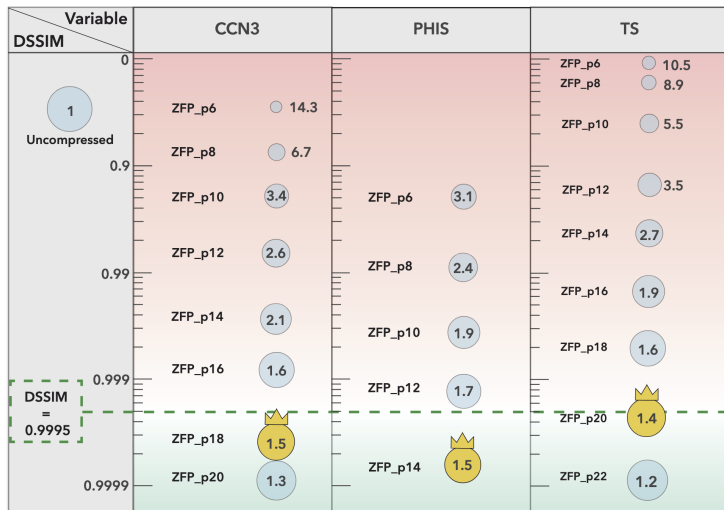 Variable
DSSIM
CCN3
PHIS
TS
0
ZFP_p6 10.5
ZFP_p8 8.9
1
Uncompressed
ZFP_p6 14.3
ZFP_p10 5.5
ZFP_p8 6.7
0.9
ZFP_p10 3.4
ZFP_p6 3.1
ZFP_p12 3.5
ZFP_p14 2.7
ZFP_p12 2.6
ZFP_p8 2.4
0.99
ZFP_p16 1.9
ZFP_p14 2.1
ZFP_p10 1.9
ZFP_p18 1.6
ZFP_p16 1.6
0.999
ZFP_p12 1.7
DSSIM
=
0.9995
ZFP_p20 1.4
ZFP_p18 1.5
ZFP_p14 1.5
ZFP_p20 1.3
ZFP_p22 1.2
0.9999